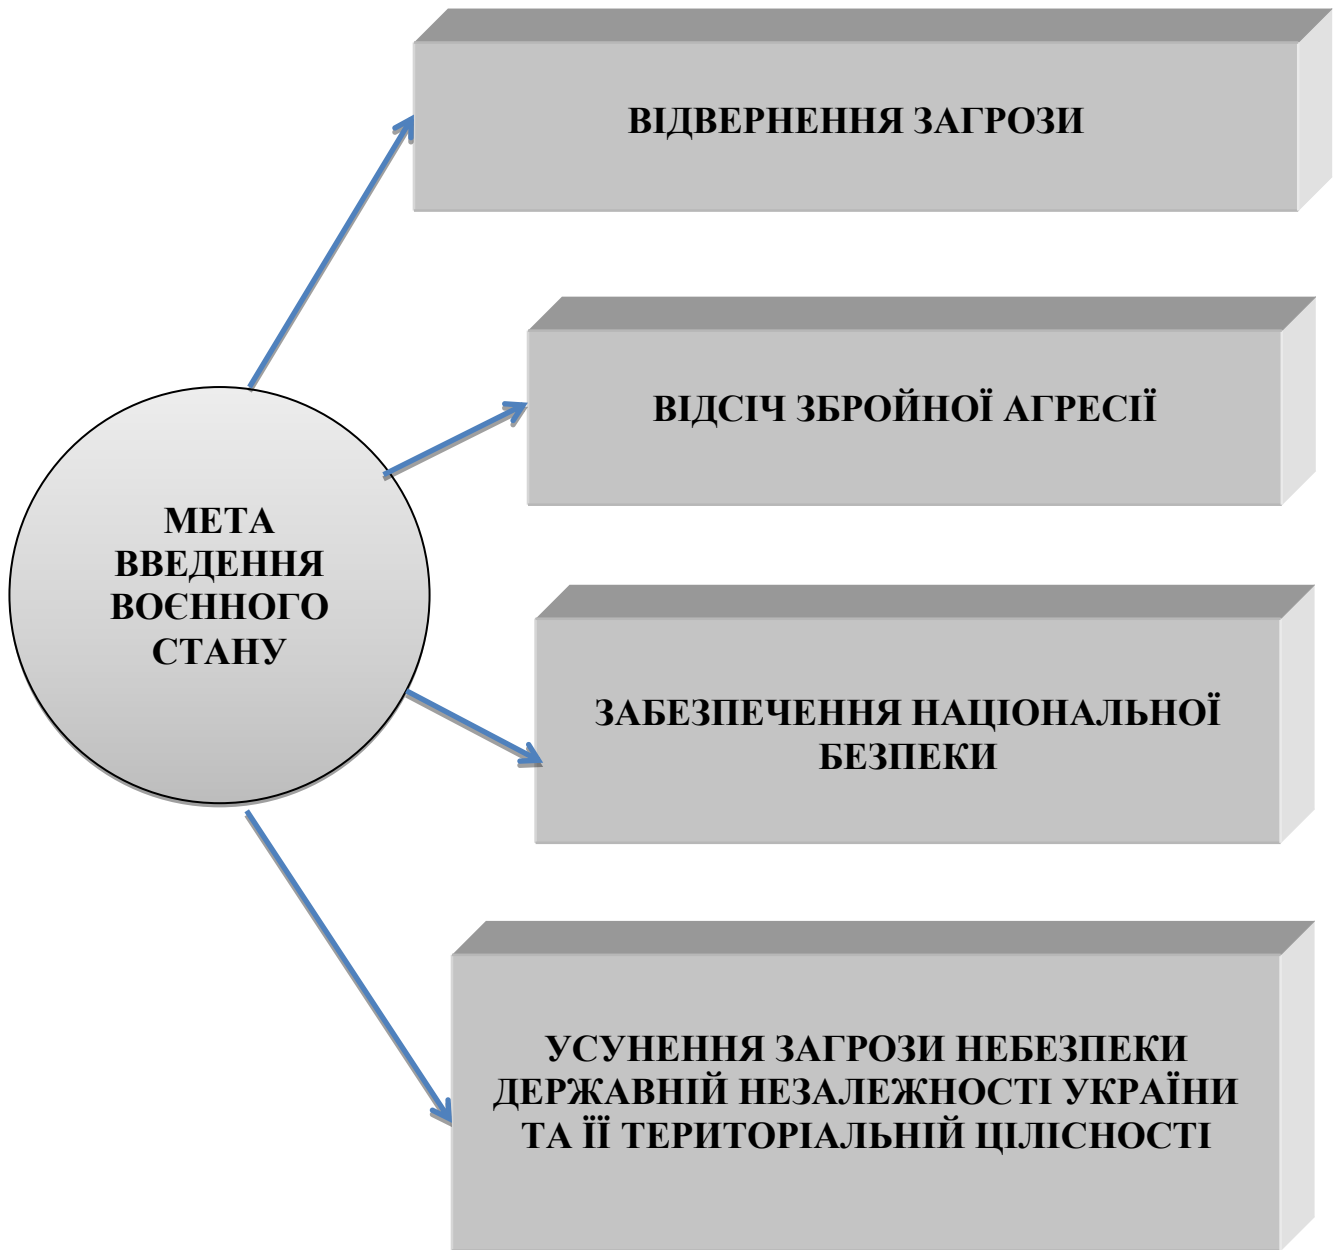 ВІДВЕРНЕННЯ ЗАГРОЗИ
ВІДСІЧ ЗБРОЙНОЇ АГРЕСІЇ
МЕТА
ВВЕДЕННЯ
ВОЄННОГО
СТАНУ
ЗАБЕЗПЕЧЕННЯ НАЦІОНАЛЬНОЇ
БЕЗПЕКИ
УСУНЕННЯ ЗАГРОЗИ НЕБЕЗПЕКИ
ДЕРЖАВНІЙ НЕЗАЛЕЖНОСТІ УКРАЇНИ
ТА ЇЇ ТЕРИТОРІАЛЬНІЙ ЦІЛІСНОСТІ